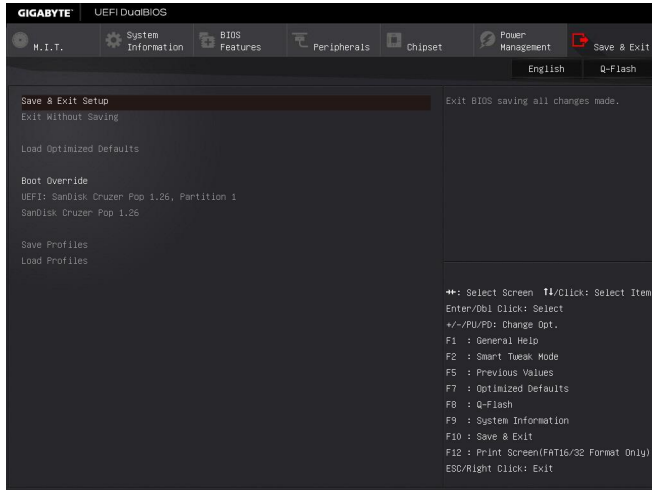 GIGABYTE™ UEFI DualBIOS
M.I.T. System Information BIOS Features Peripherals Chipset Power Management Save & Exit
English Q-Flash
Save & Exit Setup
Exit Without Saving
Load Optimized Defaults
Boot Override
UEFI: SanDisk Cruzer Pop 1.26, Partition 1
SanDisk Cruzer Pop 1.26
Save Profiles
Load Profiles
Exit BIOS saving all changes made.
→←: Select Screen ↑↓/Click: Select Item
Enter/Dbl Click: Select
+/-/PU/PD: Change Opt.
F1 : General Help
F2 : Smart Tweak Mode
F5 : Previous Values
F7 : Optimized Defaults
F8 : Q-Flash
F9 : System Information
F10 : Save & Exit
F12 : Print Screen(FAT16/32 Format Only)
ESC/Right Click: Exit